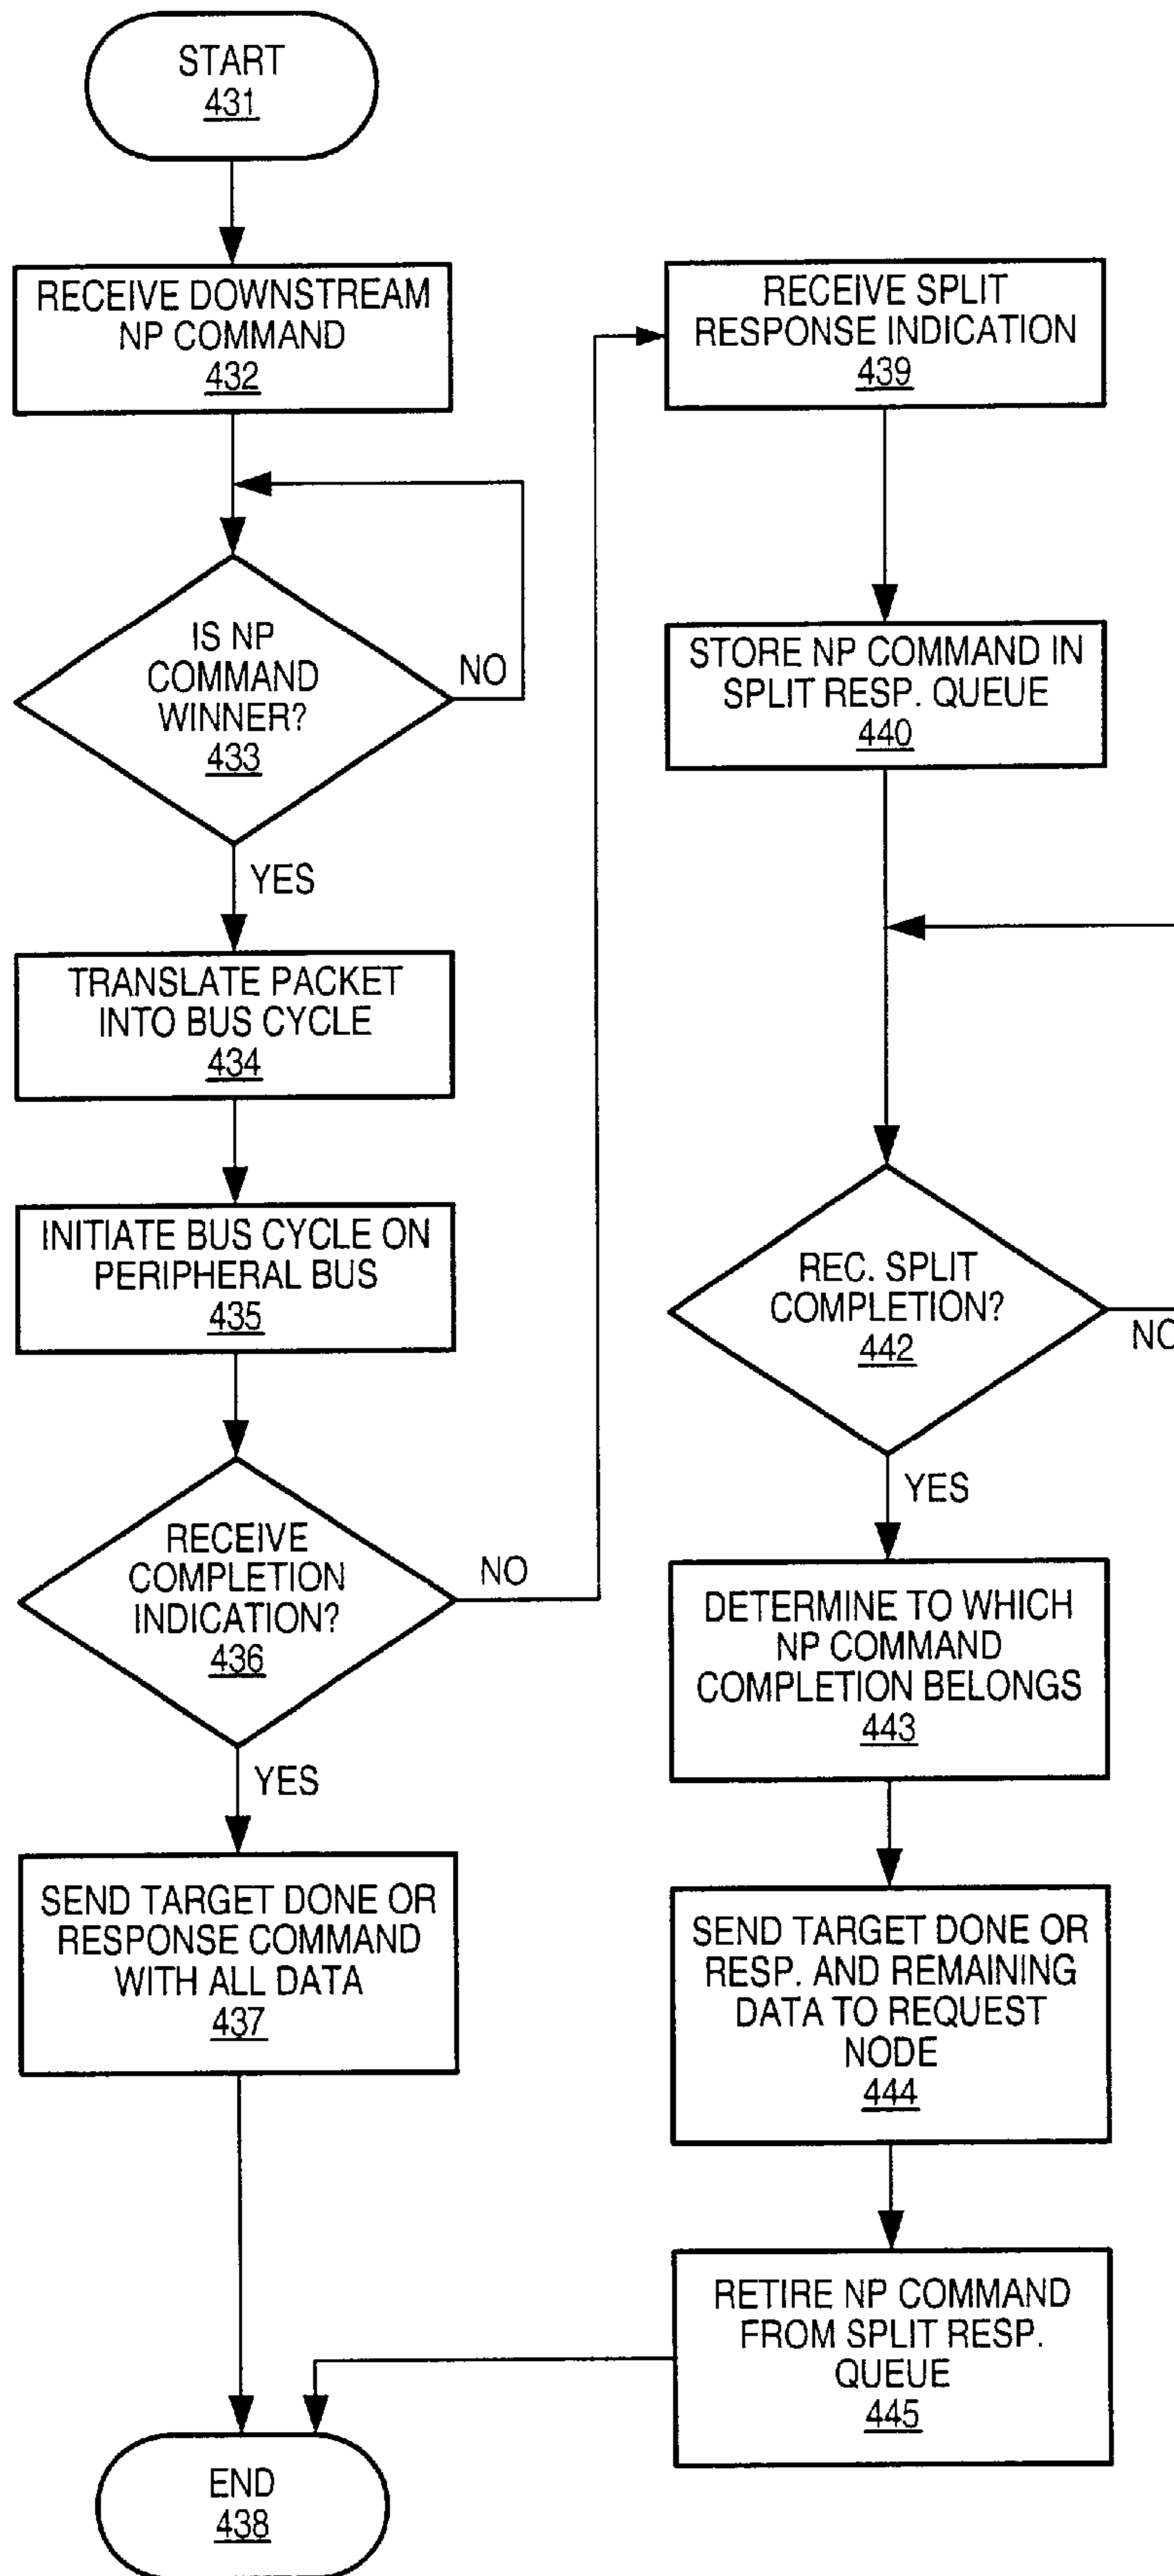 START
431
RECEIVE DOWNSTREAM
NP COMMAND
432
IS NP
COMMAND
WINNER?
433
NO
YES
TRANSLATE PACKET
INTO BUS CYCLE
434
INITIATE BUS CYCLE ON
PERIPHERAL BUS
435
RECEIVE
COMPLETION
INDICATION?
436
NO
YES
SEND TARGET DONE OR
RESPONSE COMMAND
WITH ALL DATA
437
END
438
RECEIVE SPLIT
RESPONSE INDICATION
439
STORE NP COMMAND IN
SPLIT RESP. QUEUE
440
REC. SPLIT
COMPLETION?
442
NO
YES
DETERMINE TO WHICH
NP COMMAND
COMPLETION BELONGS
443
SEND TARGET DONE OR
RESP. AND REMAINING
DATA TO REQUEST
NODE
444
RETIRE NP COMMAND
FROM SPLIT RESP.
QUEUE
445